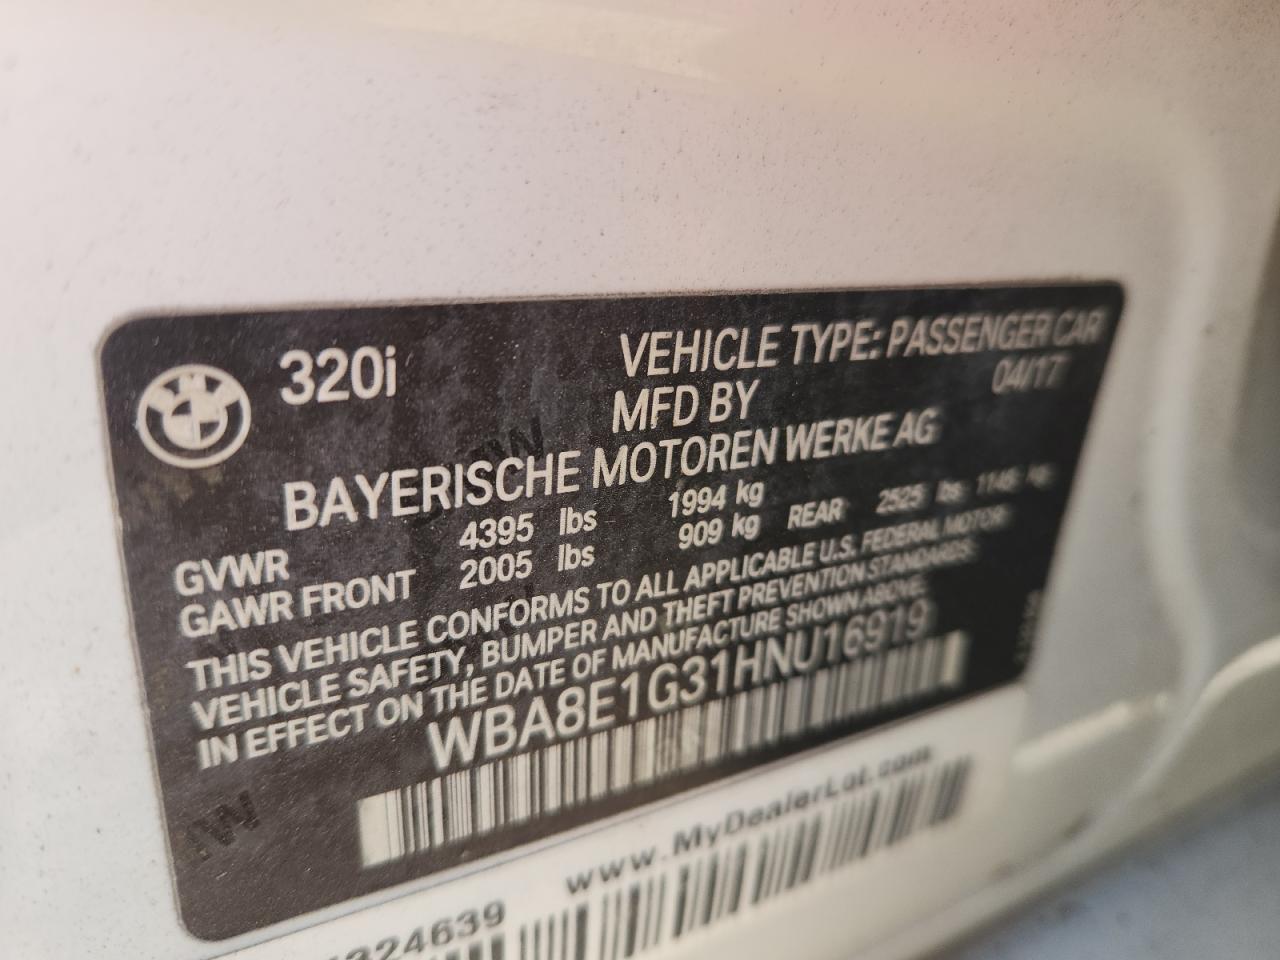 320i
VEHICLE TYPE: PASSENGER CAR
MFD BY 04/17
BAYERISCHE MOTOREN WERKE AG
GVWR 4395 lbs 1994 kg
GAWR FRONT 2005 lbs 909 kg REAR 2525 lbs 1145 kg
THIS VEHICLE CONFORMS TO ALL APPLICABLE U.S. FEDERAL MOTOR
VEHICLE SAFETY, BUMPER AND THEFT PREVENTION STANDARDS
IN EFFECT ON THE DATE OF MANUFACTURE SHOWN ABOVE.
WBA8E1G31HNU16919
www.MyDealerLot.com
324639